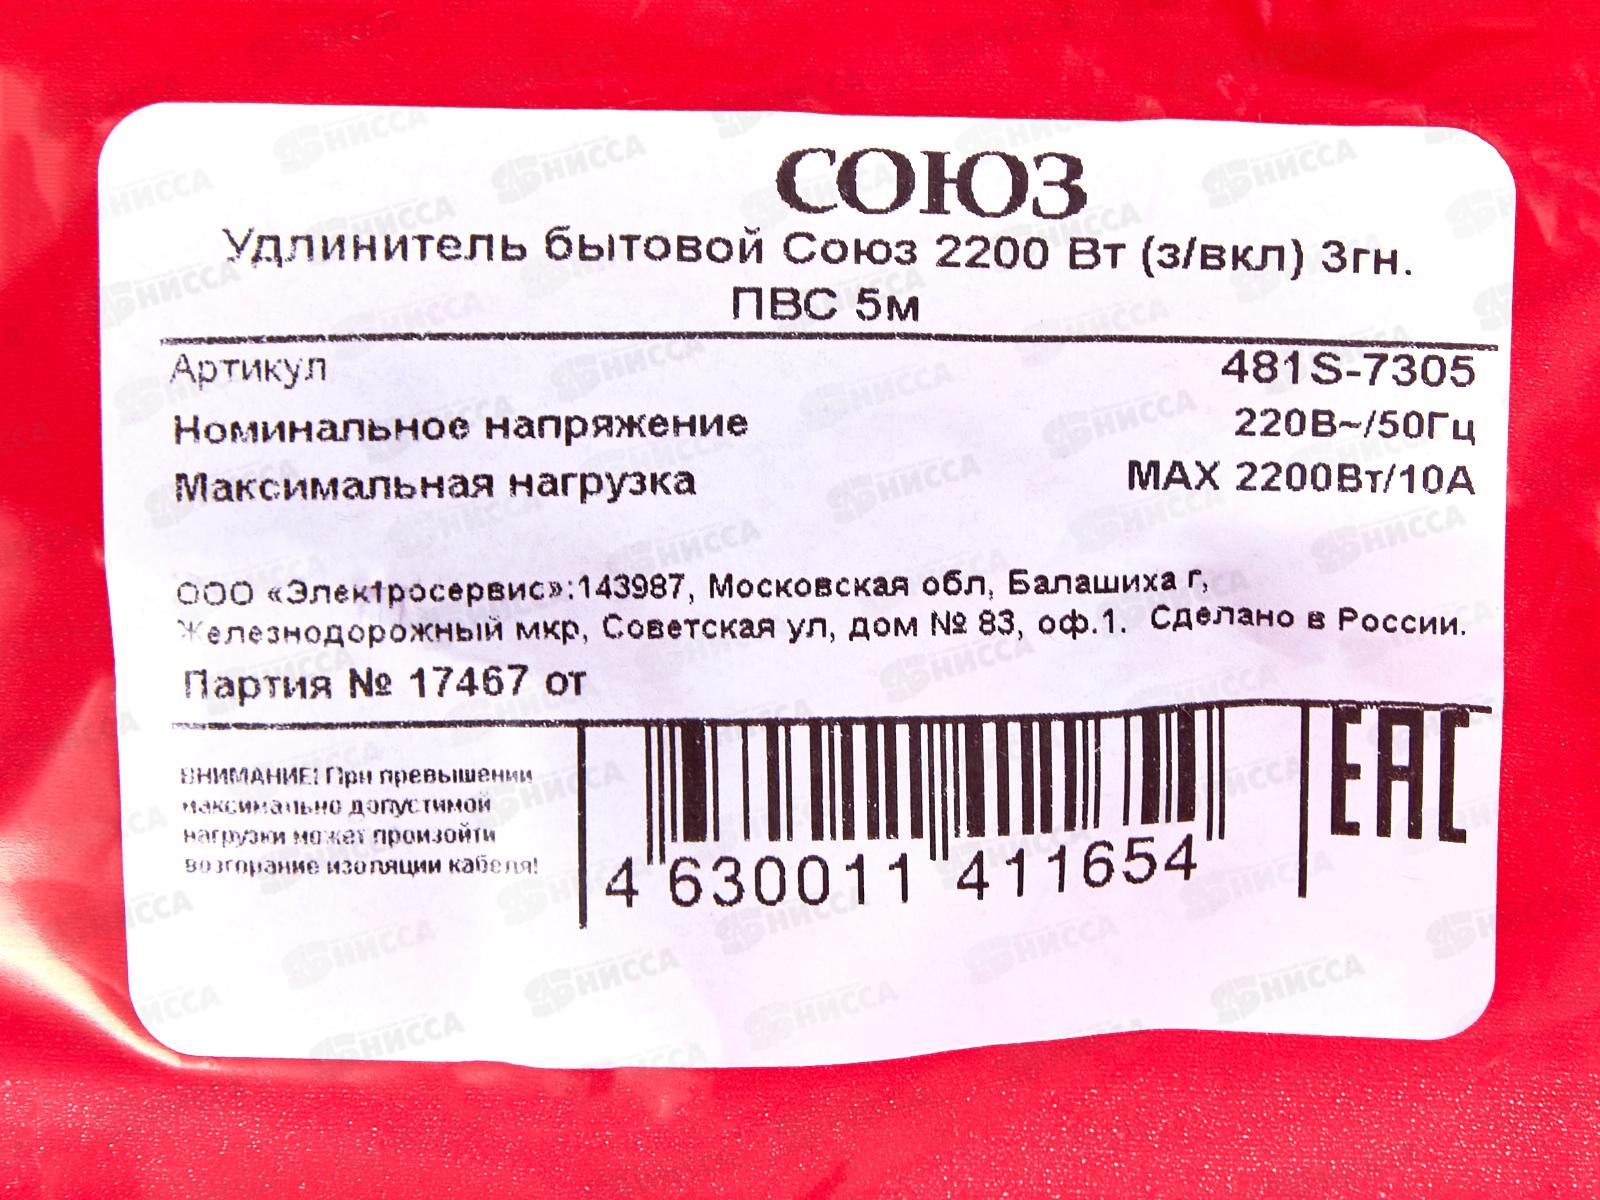 СОЮЗ
Удлинитель бытовой Союз 2200 Вт (з/вкл) 3гн.
ПВС 5м
Артикул 481S-7305
Номинальное напряжение 220В~/50Гц
Максимальная нагрузка MAX 2200Вт/10А
ООО «Электросервис»:143987, Московская обл, Балашиха г,
Железнодорожный мкр, Советская ул, дом № 83, оф.1. Сделано в России.
Партия № 17467 от
ВНИМАНИЕ! При превышении
максимально допустимой
нагрузки может произойти
возгорание изоляции кабеля!
4 630011 411654
EAC
НИССА